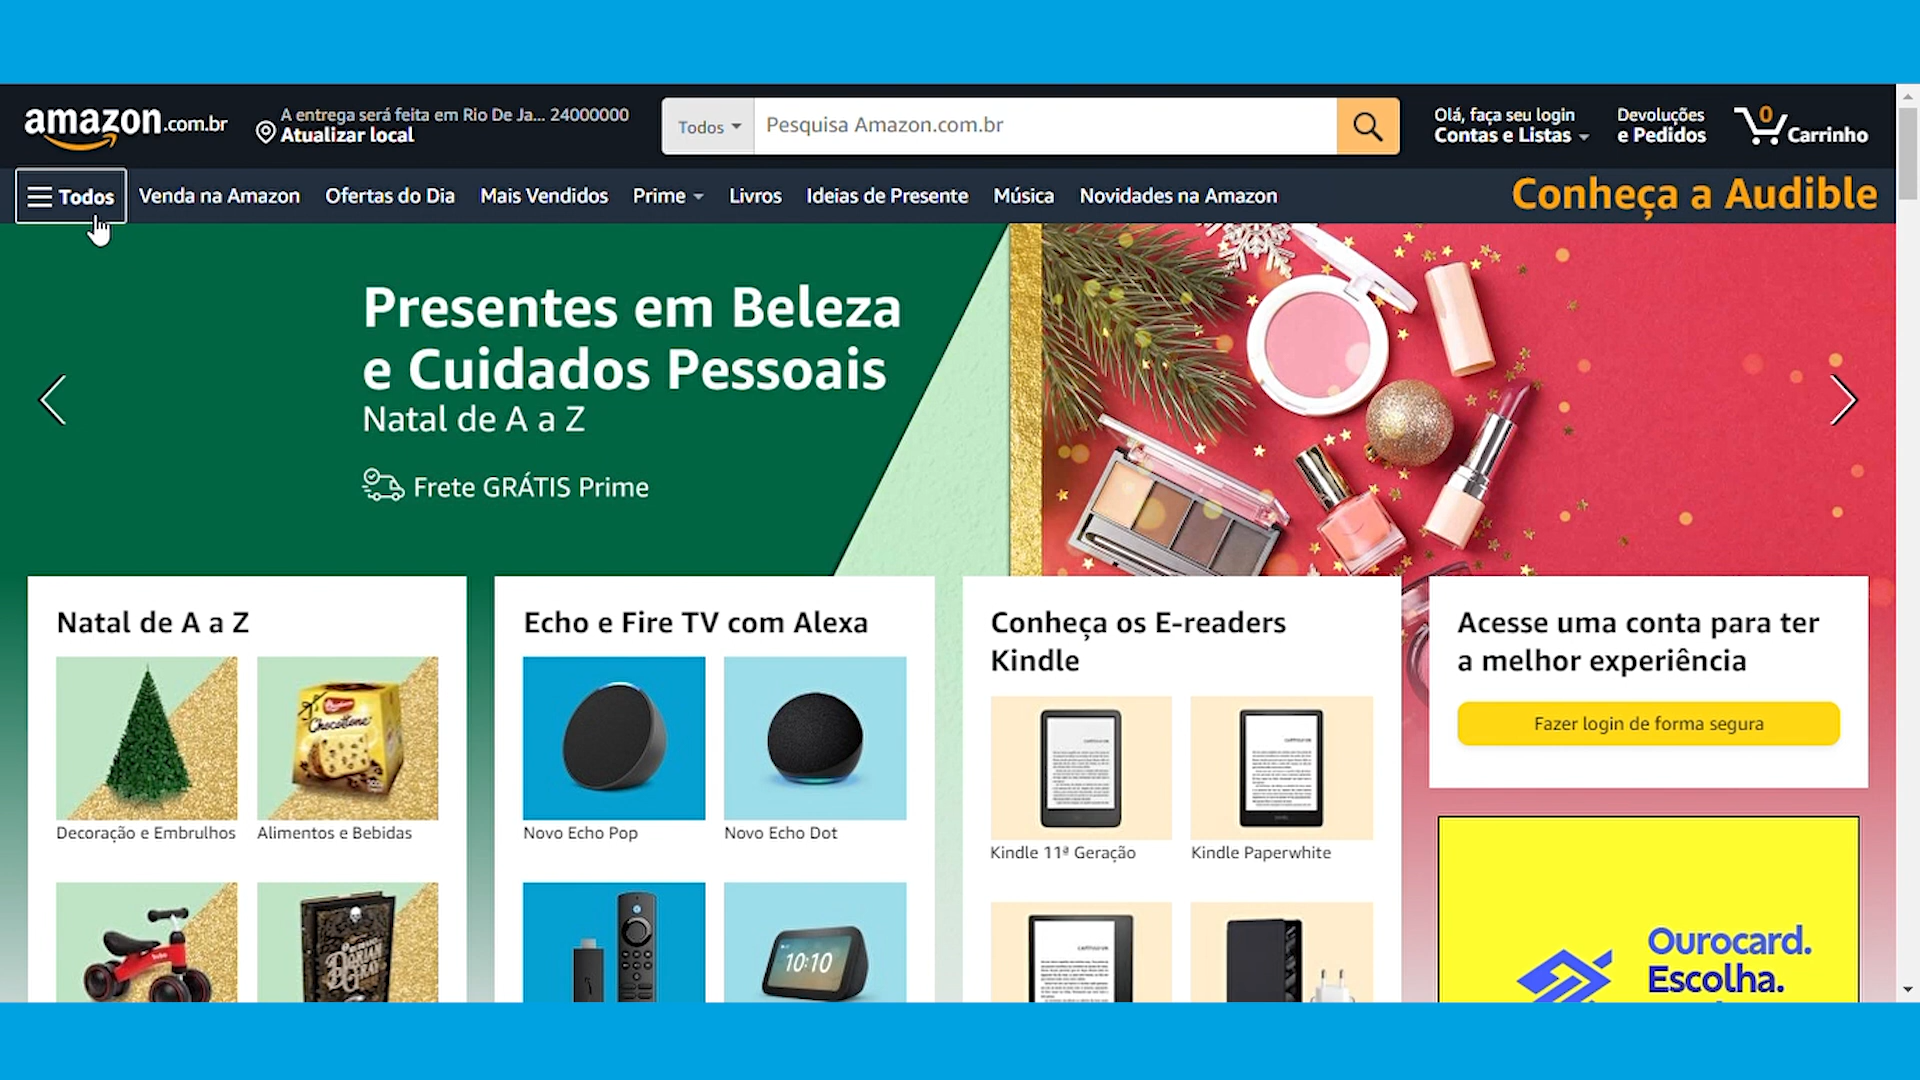 amazon.com.br
A entrega será feita em Rio De Ja... 24000000
Atualizar local
Todos
Pesquisa Amazon.com.br
Olá, faça seu login
Contas e Listas
Devoluções
e Pedidos
0
Carrinho
Todos
Venda na Amazon
Ofertas do Dia
Mais Vendidos
Prime
Livros
Ideias de Presente
Música
Novidades na Amazon
Conheça a Audible
Presentes em Beleza
e Cuidados Pessoais
Natal de A a Z
Frete GRÁTIS Prime
Natal de A a Z
Decoração e Embrulhos
Alimentos e Bebidas
Echo e Fire TV com Alexa
Novo Echo Pop
Novo Echo Dot
10:10
Conheça os E-readers
Kindle
Kindle 11ª Geração
Kindle Paperwhite
Acesse uma conta para ter
a melhor experiência
Fazer login de forma segura
Ourocard.
Escolha.